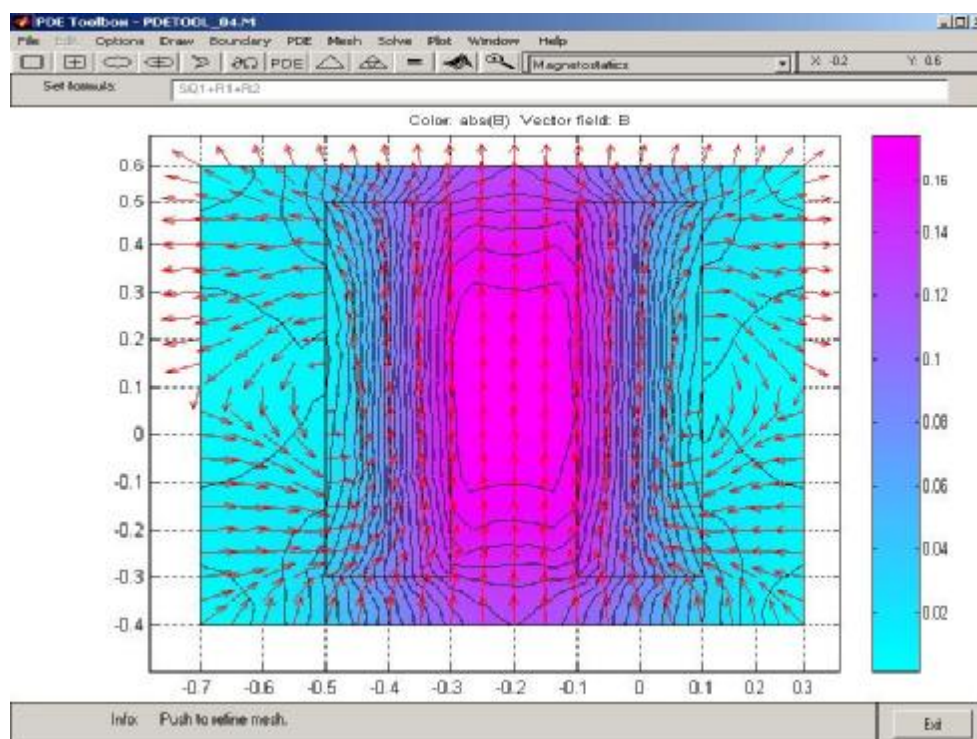 PDE Toolbox - PDETOOL_04.M
File Edit Options Draw Boundary PDE Mesh Solve Plot Window Help
∂Ω PDE = Magnetostatics X: -0.2 Y: 0.6
Set formula: SQ1+R1+R2
Color: abs(B) Vector field: B
0.6
0.5
0.4
0.3
0.2
0.1
0
-0.1
-0.2
-0.3
-0.4
-0.7 -0.6 -0.5 -0.4 -0.3 -0.2 -0.1 0 0.1 0.2 0.3
0.16
0.14
0.12
0.1
0.08
0.06
0.04
0.02
Info: Push to refine mesh.
Exit